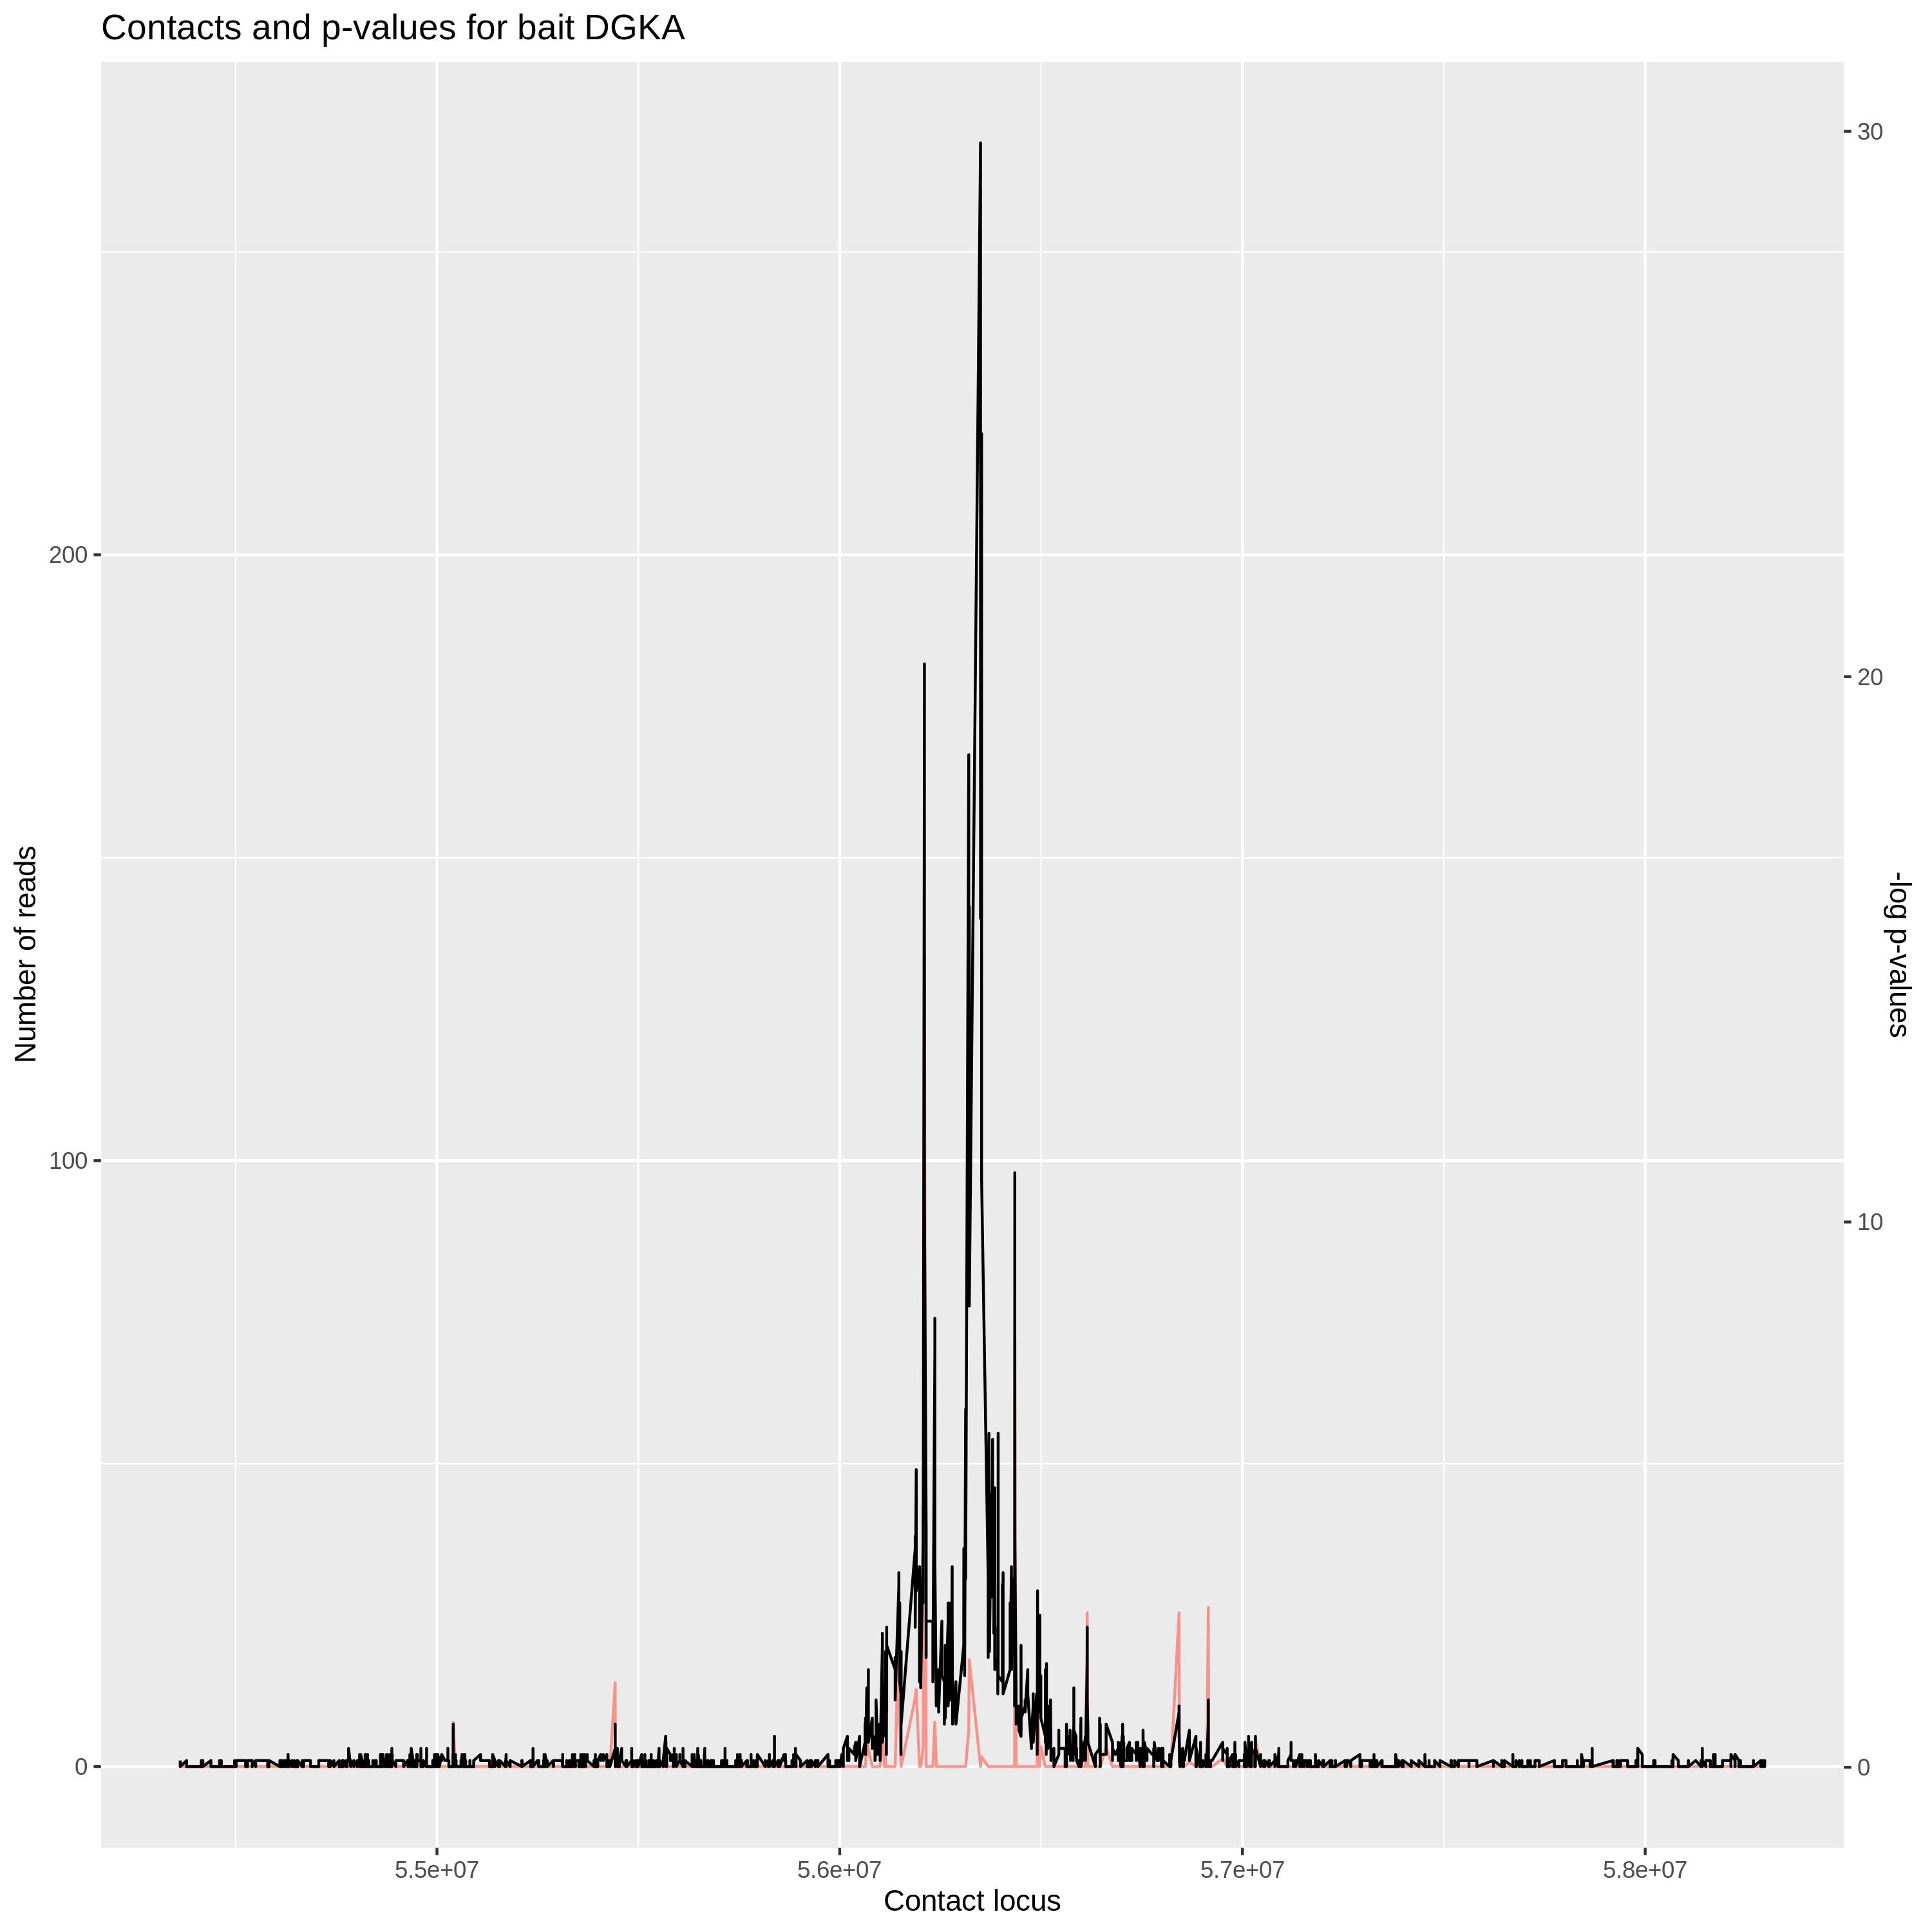 Contacts and p-values for bait DGKA
Number of reads
200
100
0
30
20
10
0
-log p-values
5.5e+07
5.6e+07
5.7e+07
5.8e+07
Contact locus